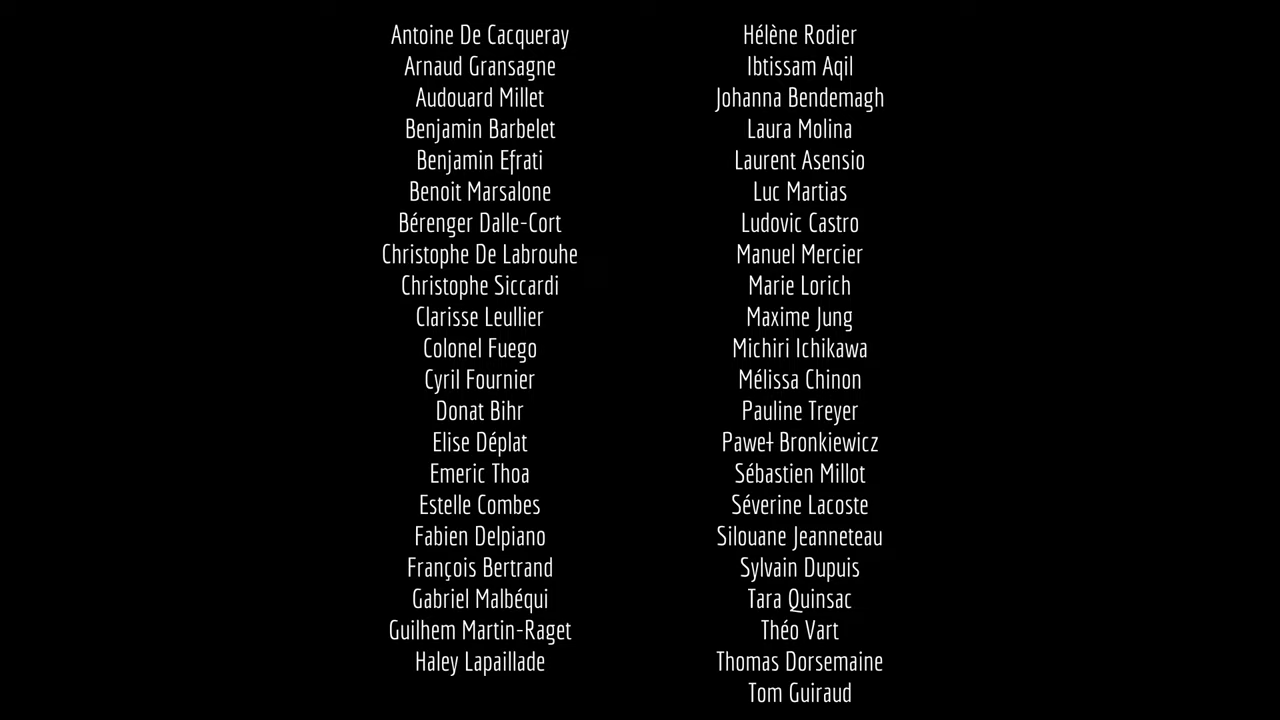 Antoine De Cacqueray
Arnaud Gransagne
Audouard Millet
Benjamin Barbelet
Benjamin Efrati
Benoit Marsalone
Bérenger Dalle-Cort
Christophe De Labrouhe
Christophe Siccardi
Clarisse Leullier
Colonel Fuego
Cyril Fournier
Donat Bihr
Elise Déplat
Emeric Thoa
Estelle Combes
Fabien Delpiano
François Bertrand
Gabriel Malbéqui
Guilhem Martin-Raget
Haley Lapaillade
Hélène Rodier
Ibtissam Aqil
Johanna Bendemagh
Laura Molina
Laurent Asensio
Luc Martias
Ludovic Castro
Manuel Mercier
Marie Lorich
Maxime Jung
Michiri Ichikawa
Mélissa Chinon
Pauline Treyer
Paweł Bronkiewicz
Sébastien Millot
Séverine Lacoste
Silouane Jeanneteau
Sylvain Dupuis
Tara Quinsac
Théo Vart
Thomas Dorsemaine
Tom Guiraud